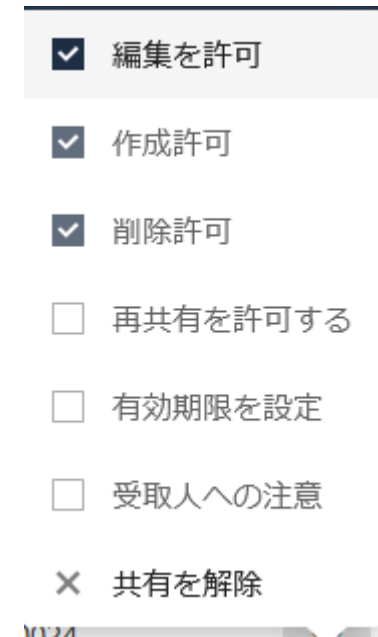 編集を許可
作成許可
削除許可
再共有を許可する
有効期限を設定
受取人への注意
共有を解除